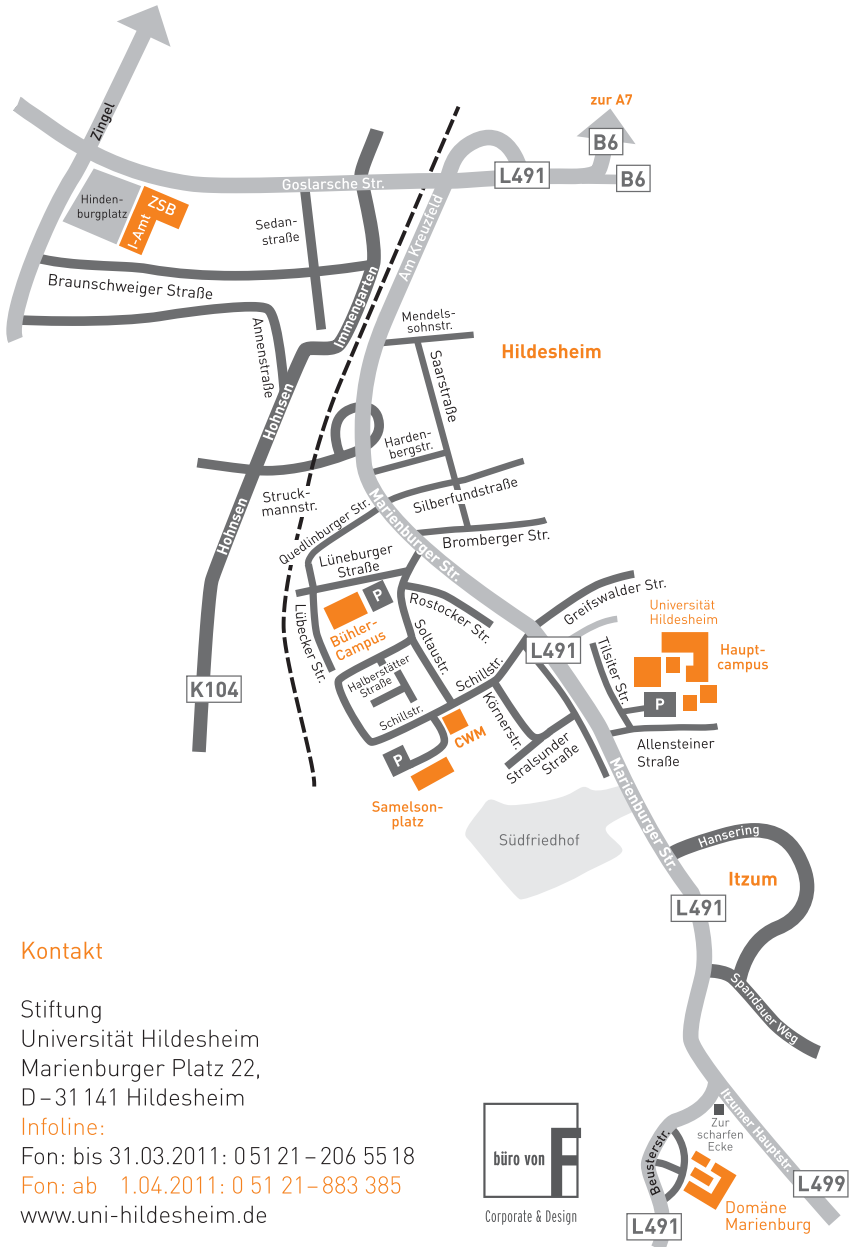 zur A7
Zingel
B6
L491
B6
Goslarsche Str.
Hinden-
burgplatz
ZSB
I-Amt
Sedan-
straße
Am Kreuzfeld
Braunschweiger Straße
Immengarten
Annenstraße
Mendels-
sohnstr.
Hildesheim
Saarstraße
Hohnsen
Harden-
bergstr.
Struck-
mannstr.
Silberfundstraße
Marienburger Str.
Quedlinburger Str.
Hohnsen
Bromberger Str.
Lüneburger
Straße
Greifswalder Str.
P
Rostocker Str.
Universität
Hildesheim
Lübecker Str.
Bühler-
Campus
Soltaustr.
L491
Tilsiter Str.
Haupt-
campus
Halberstätter
Straße
Schillstr.
K104
P
Körnerstr.
Schillstr.
CWM
Stralsunder
Straße
Allensteiner
Straße
P
Samelson-
platz
Marienburger Str.
Südfriedhof
Hansering
Itzum
L491
Spandauer Weg
Kontakt
Stiftung
Universität Hildesheim
Marienburger Platz 22,
D – 31 141 Hildesheim
Infoline:
Fon: bis 31.03.2011: 0 51 21 – 206 55 18
Fon: ab 1.04.2011: 0 51 21 – 883 385
www.uni-hildesheim.de
büro von F
Corporate & Design
Itzumer Hauptstr.
Zur
scharfen
Ecke
Beusterstr.
L499
Domäne
Marienburg
L491